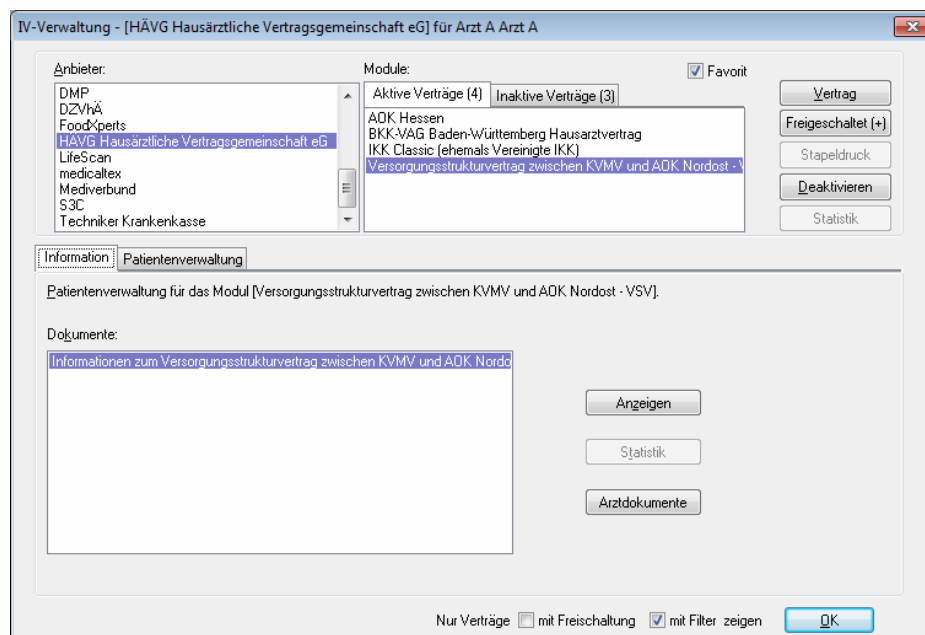 IV-Verwaltung - [HÄVG Hausärztliche Vertragsgemeinschaft eG] für Arzt A Arzt A
Anbieter:
DMP
DZVhÄ
FoodXperts
HÄVG Hausärztliche Vertragsgemeinschaft eG
LifeScan
medicaltex
Mediverbund
S3C
Techniker Krankenkasse
Module:
Favorit
Aktive Verträge (4) Inaktive Verträge (3)
AOK Hessen
BKK-VAG Baden-Württemberg Hausarztvertrag
IKK Classic (ehemals Vereinigte IKK)
Versorgungsstrukturvertrag zwischen KVMV und AOK Nordost - V
Vertrag
Freigeschaltet (+)
Stapeldruck
Deaktivieren
Statistik
Information Patientenverwaltung
Patientenverwaltung für das Modul [Versorgungsstrukturvertrag zwischen KVMV und AOK Nordost - VSV].
Dokumente:
Informationen zum Versorgungsstrukturvertrag zwischen KVMV und AOK Nordo
Anzeigen
Statistik
Arztdokumente
Nur Verträge mit Freischaltung mit Filter zeigen OK